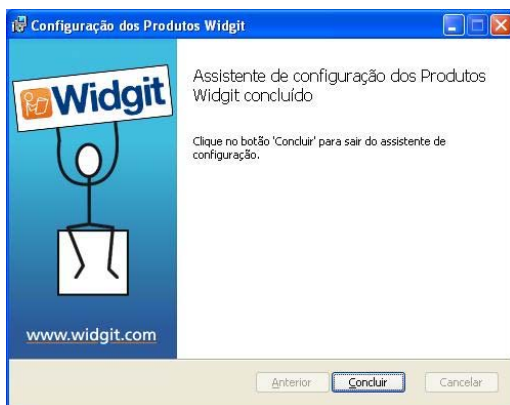 Configuração dos Produtos Widgit
Widgit
Assistente de configuração dos Produtos
Widgit concluído
Clique no botão 'Concluir' para sair do assistente de
configuração.
www.widgit.com
Anterior
Concluir
Cancelar